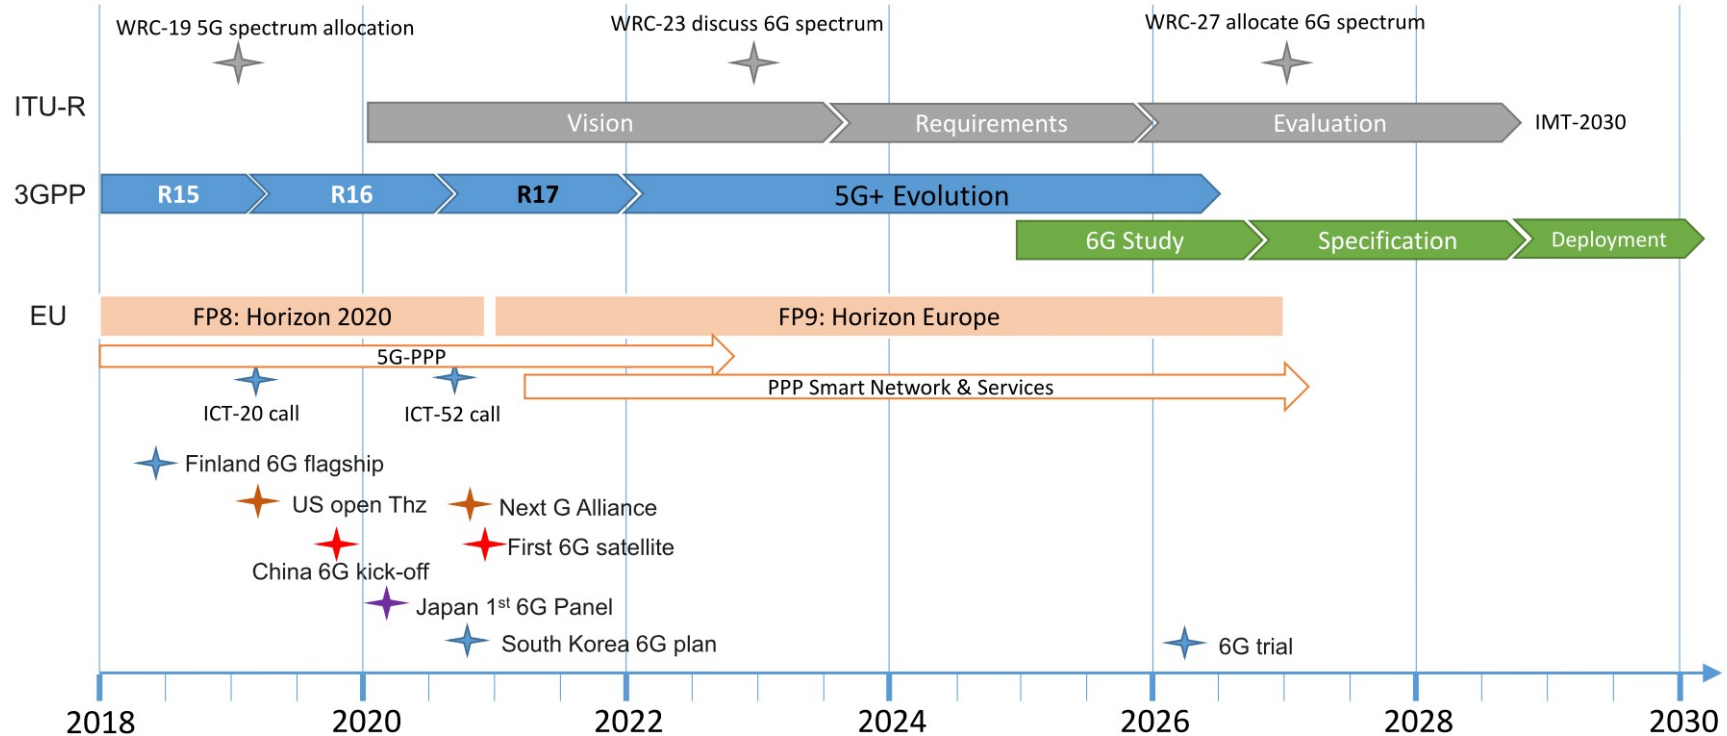 WRC-19 5G spectrum allocation
WRC-23 discuss 6G spectrum
WRC-27 allocate 6G spectrum
ITU-R
Vision
Requirements
Evaluation
IMT-2030
3GPP
R15
R16
R17
5G+ Evolution
6G Study
Specification
Deployment
EU
FP8: Horizon 2020
FP9: Horizon Europe
5G-PPP
PPP Smart Network & Services
ICT-20 call
ICT-52 call
Finland 6G flagship
US open Thz
Next G Alliance
First 6G satellite
China 6G kick-off
Japan 1st 6G Panel
South Korea 6G plan
6G trial
2018
2020
2022
2024
2026
2028
2030